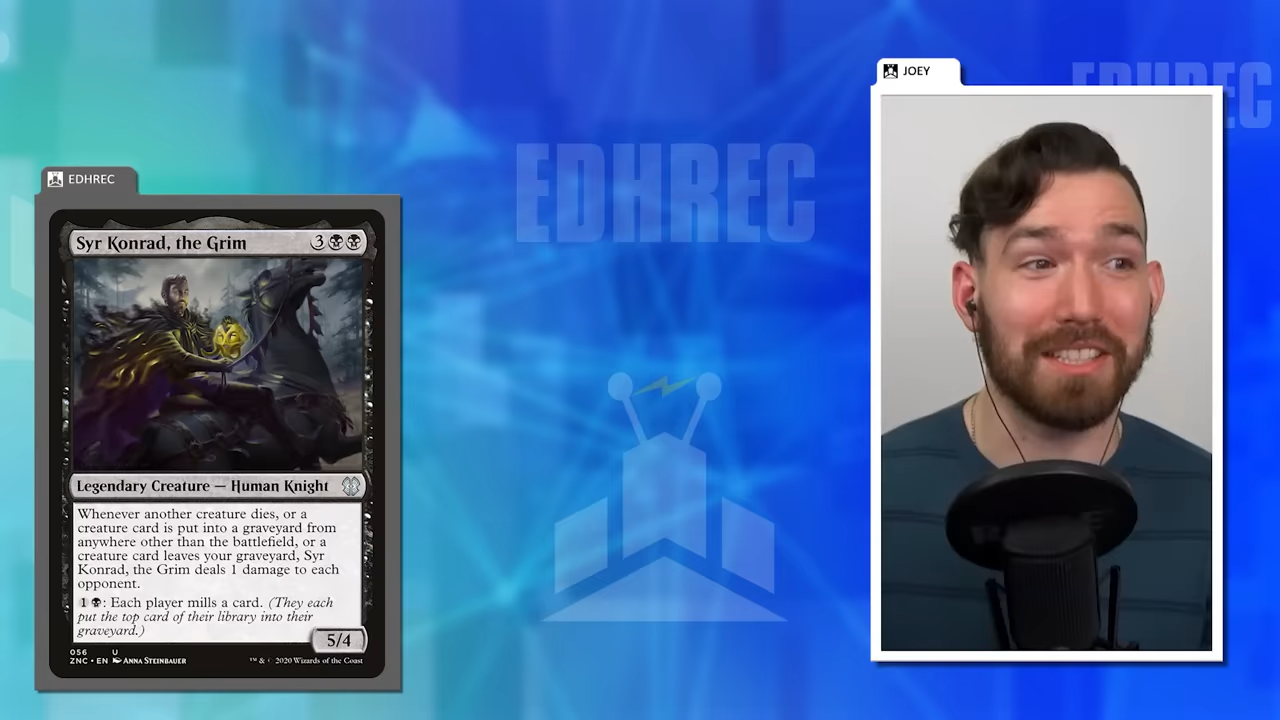 JOEY
EDHREC
EDHREC
EDHREC
Syr Konrad, the Grim 3
Legendary Creature — Human Knight
Whenever another creature dies, or a
creature card is put into a graveyard from
anywhere other than the battlefield, or a
creature card leaves your graveyard, Syr
Konrad, the Grim deals 1 damage to each
opponent.
1: Each player mills a card. (They each
put the top card of their library into their
graveyard.)
5/4
056 U
ZNC • EN ANNA STEINBAUER ™ & © 2020 Wizards of the Coast